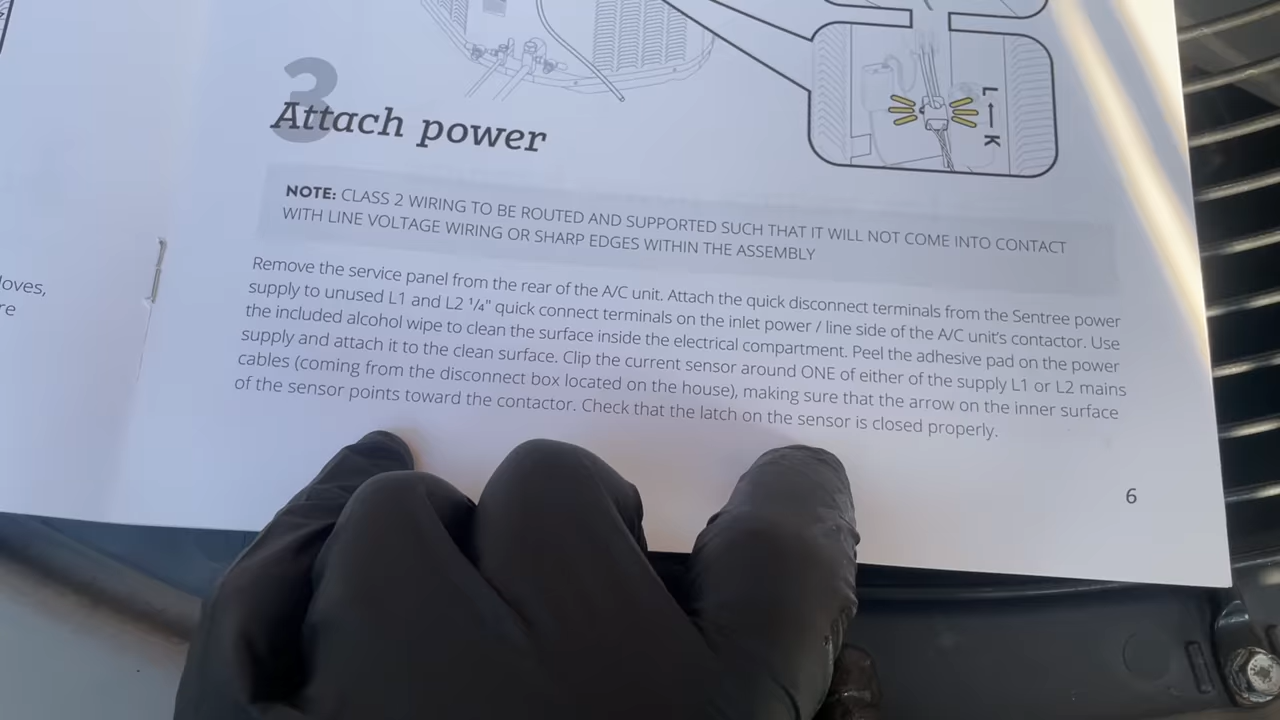 L
K
3
Attach power
NOTE: CLASS 2 WIRING TO BE ROUTED AND SUPPORTED SUCH THAT IT WILL NOT COME INTO CONTACT
WITH LINE VOLTAGE WIRING OR SHARP EDGES WITHIN THE ASSEMBLY
Remove the service panel from the rear of the A/C unit. Attach the quick disconnect terminals from the Sentree power
supply to unused L1 and L2 ¼" quick connect terminals on the inlet power / line side of the A/C unit's contactor. Use
the included alcohol wipe to clean the surface inside the electrical compartment. Peel the adhesive pad on the power
supply and attach it to the clean surface. Clip the current sensor around ONE of either of the supply L1 or L2 mains
cables (coming from the disconnect box located on the house), making sure that the arrow on the inner surface
of the sensor points toward the contactor. Check that the latch on the sensor is closed properly.
6